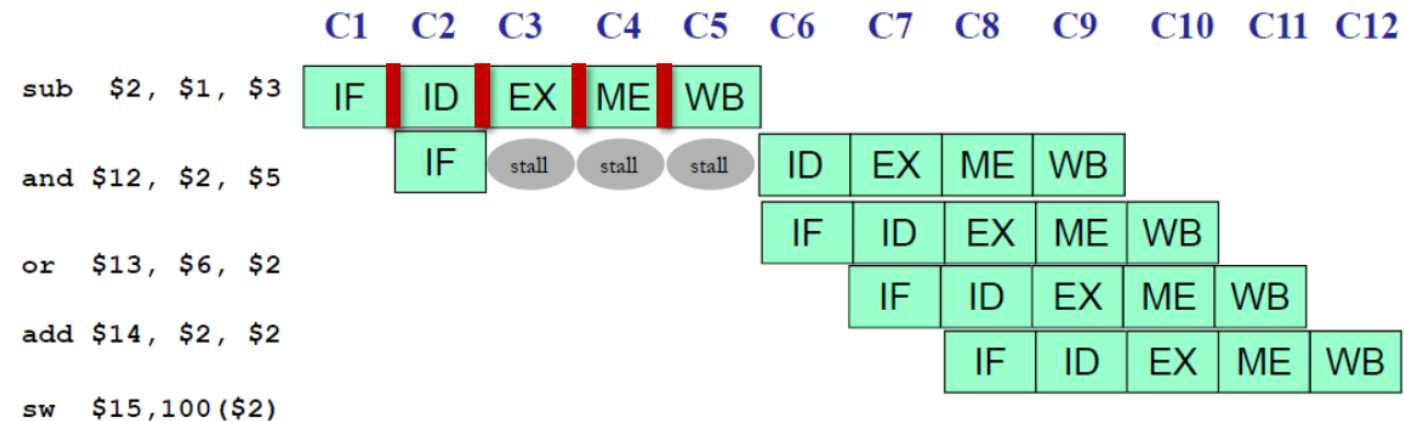 C1 C2 C3 C4 C5 C6 C7 C8 C9 C10 C11 C12
sub $2, $1, $3 IF ID EX ME WB
and $12, $2, $5 IF stall stall stall ID EX ME WB
or $13, $6, $2 IF ID EX ME WB
add $14, $2, $2 IF ID EX ME WB
sw $15,100($2) IF ID EX ME WB